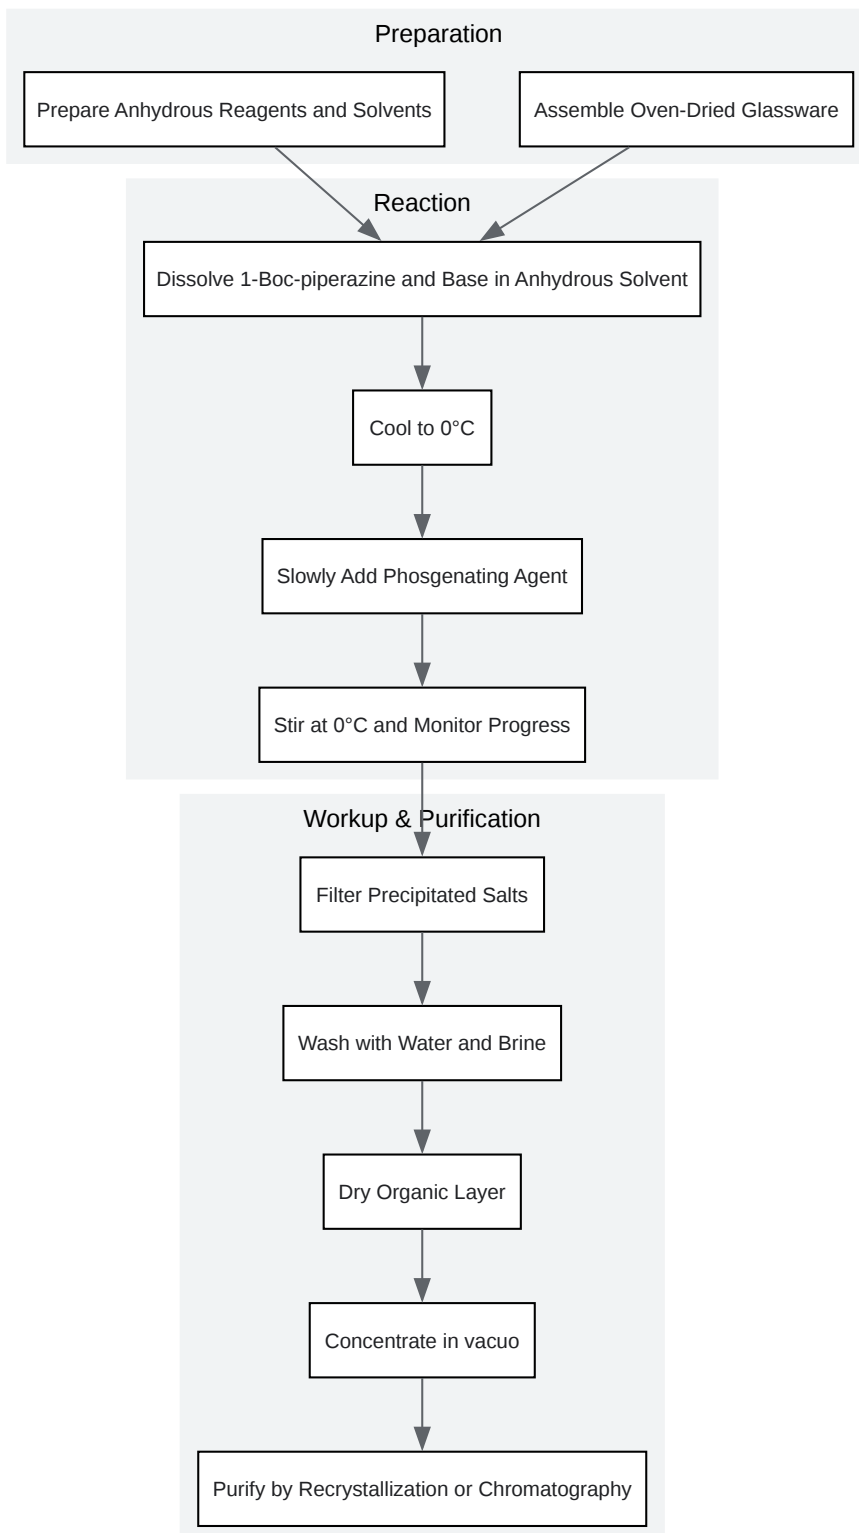 Preparation
Prepare Anhydrous Reagents and Solvents
Assemble Oven-Dried Glassware
Reaction
Dissolve 1-Boc-piperazine and Base in Anhydrous Solvent
Cool to 0°C
Slowly Add Phosgenating Agent
Stir at 0°C and Monitor Progress
Workup & Purification
Filter Precipitated Salts
Wash with Water and Brine
Dry Organic Layer
Concentrate in vacuo
Purify by Recrystallization or Chromatography